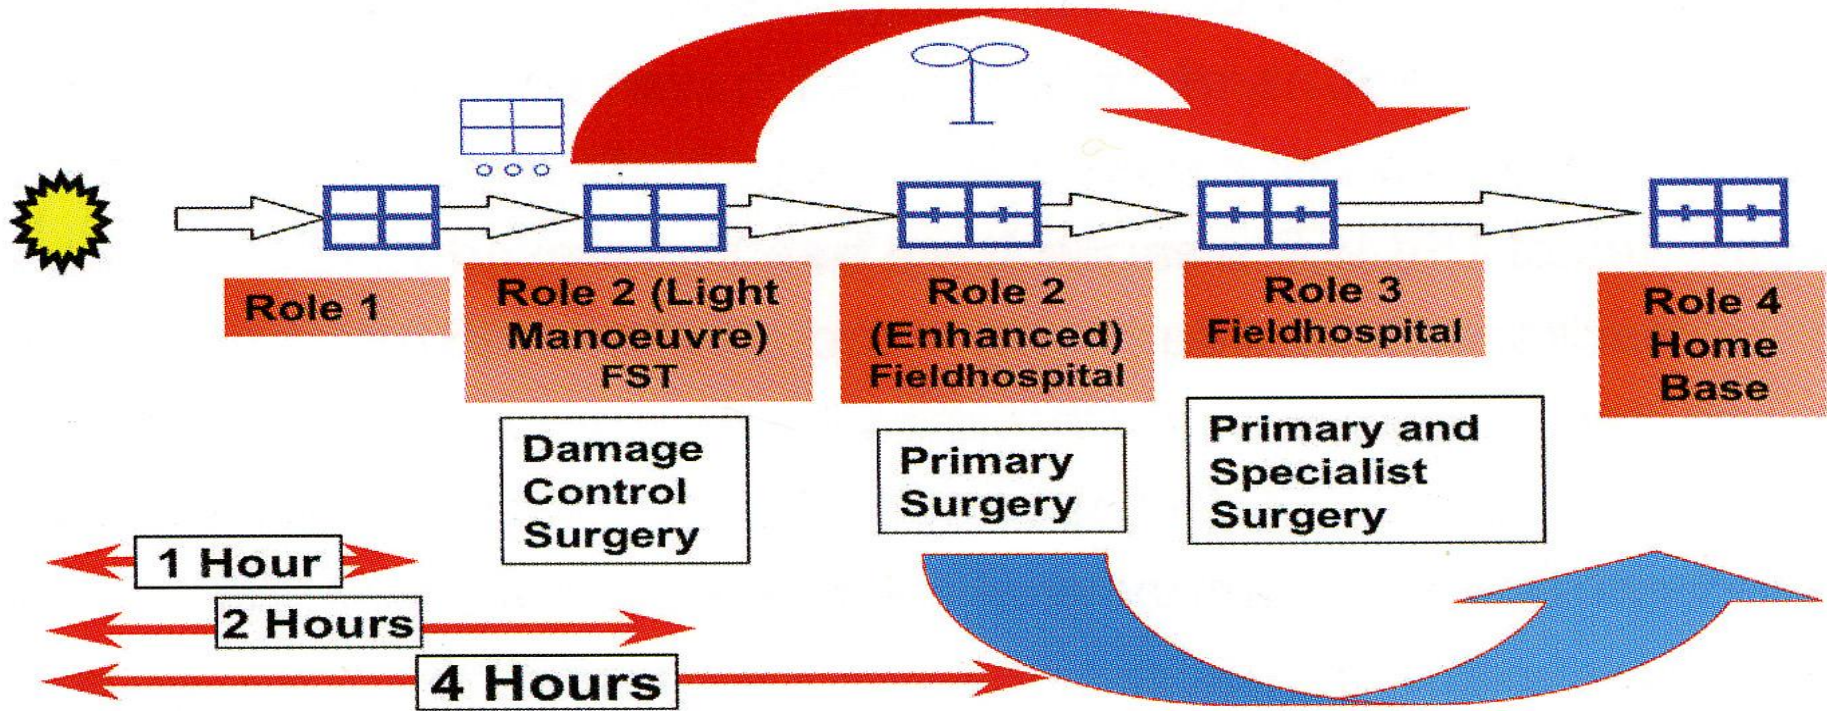 Role 1
Role 2 (Light
Manoeuvre)
FST
Role 2
(Enhanced)
Fieldhospital
Role 3
Fieldhospital
Role 4
Home
Base
Damage
Control
Surgery
Primary
Surgery
Primary and
Specialist
Surgery
1 Hour
2 Hours
4 Hours